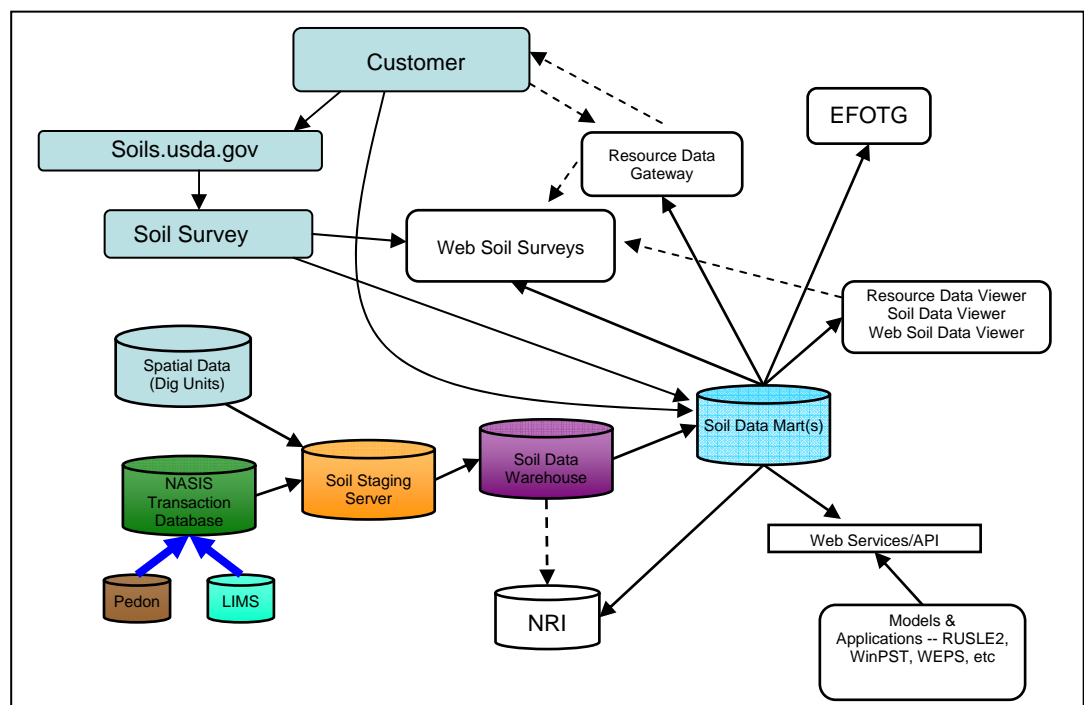 Customer
EFOTG
Soils.usda.gov
Resource Data
Gateway
Soil Survey
Web Soil Surveys
Resource Data Viewer
Soil Data Viewer
Web Soil Data Viewer
Spatial Data
(Dig Units)
Soil Data Mart(s)
NASIS
Transaction
Database
Soil Staging
Server
Soil Data
Warehouse
Web Services/API
Pedon
LIMS
NRI
Models &
Applications -- RUSLE2,
WinPST, WEPS, etc